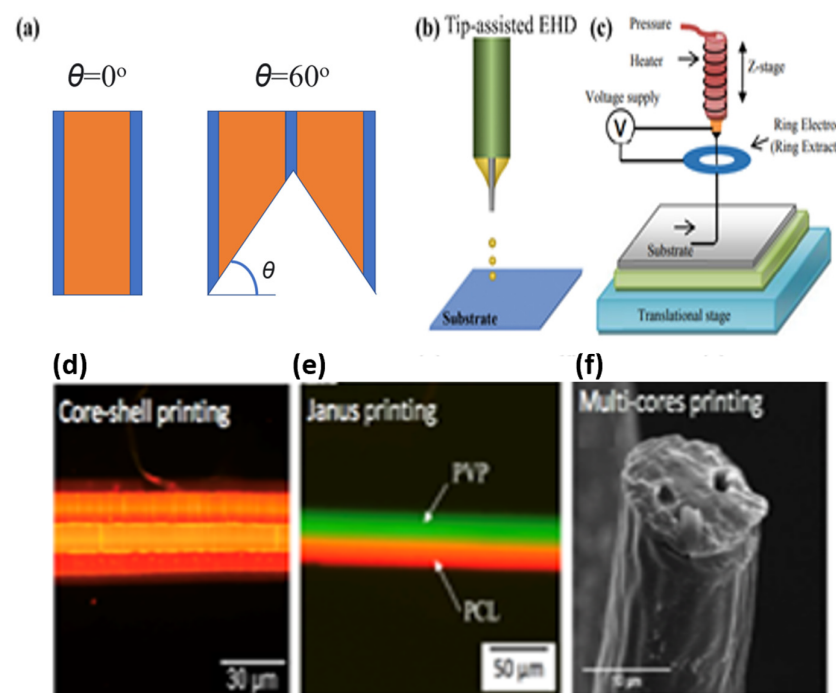 (a)
θ=0°
θ=60°
θ
(b)
Tip-assisted EHD
Substrate
(c)
Pressure
Heater
Z-stage
Voltage supply
V
Ring Electro
(Ring Extract
Substrate
Translational stage
(d)
Core-shell printing
30 μm
(e)
Janus printing
PVP
PCL
50 μm
(f)
Multi-cores printing